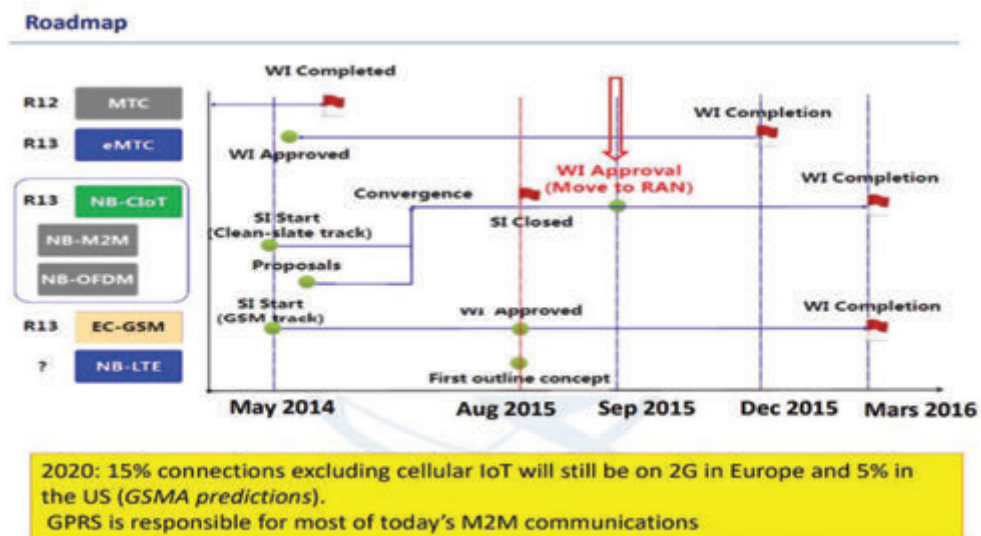 Roadmap
WI Completed
R12 MTC
WI Completion
R13 eMTC
WI Approved
WI Approval
(Move to RAN)
WI Completion
Convergence
R13 NB-CIoT
SI Start
(Clean-slate track)
SI Closed
NB-M2M
Proposals
NB-OFDM
SI Start
(GSM track)
WI Approved
WI Completion
R13 EC-GSM
? NB-LTE
First outline concept
May 2014 Aug 2015 Sep 2015 Dec 2015 Mars 2016
2020: 15% connections excluding cellular IoT will still be on 2G in Europe and 5% in
the US (GSMA predictions).
GPRS is responsible for most of today's M2M communications